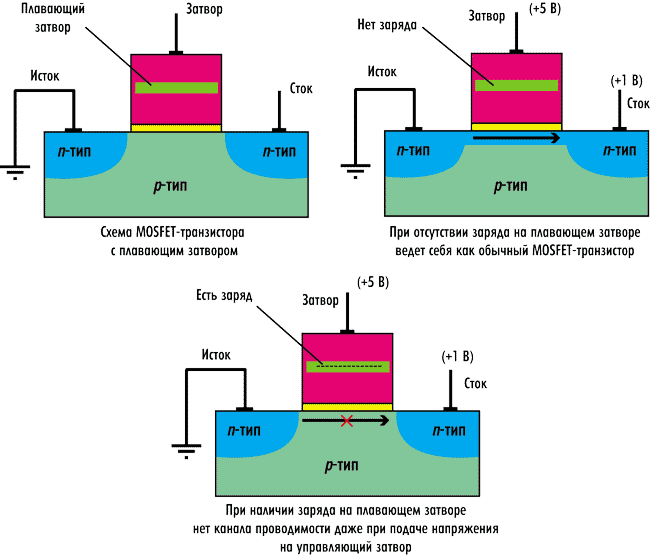 Плавающий
затвор
Затвор
Исток
Сток
n-тип
n-тип
p-тип
Схема MOSFET-транзистора
с плавающим затвором
Нет заряда
Затвор
(+5 В)
Исток
(+1 В)
Сток
n-тип
n-тип
p-тип
При отсутствии заряда на плавающем затворе
ведет себя как обычный MOSFET-транзистор
Есть заряд
Затвор
(+5 В)
Исток
(+1 В)
Сток
n-тип
n-тип
p-тип
При наличии заряда на плавающем затворе
нет канала проводимости даже при подаче напряжения
на управляющий затвор